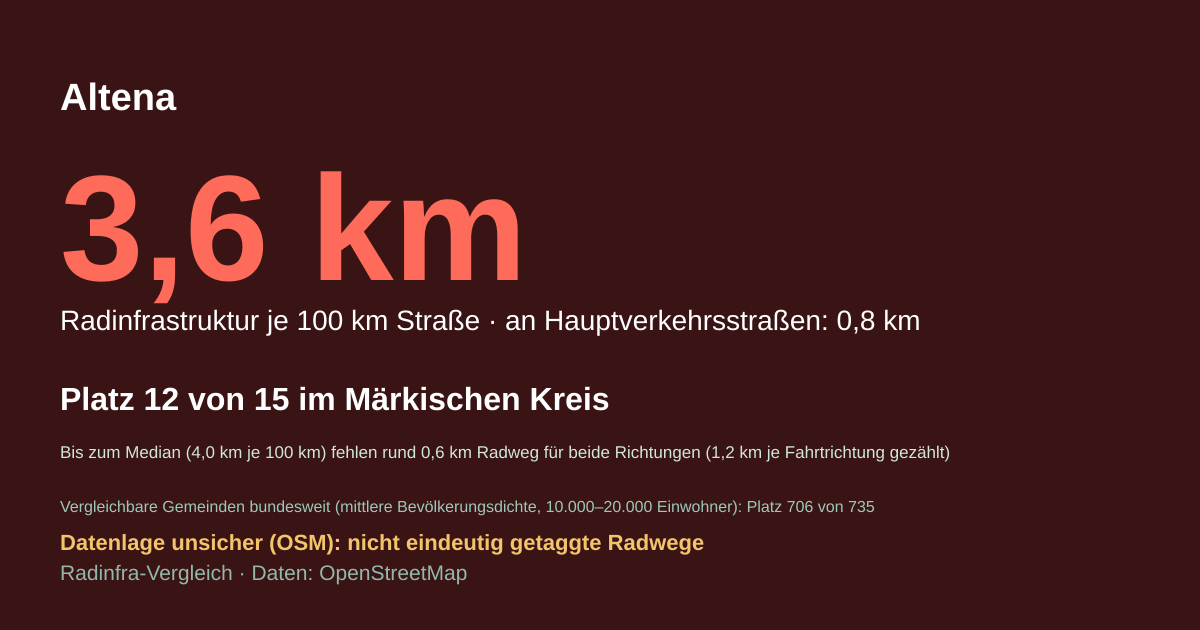 Altena
3,6 km
Radinfrastruktur je 100 km Straße · an Hauptverkehrsstraßen: 0,8 km
Platz 12 von 15 im Märkischen Kreis
Bis zum Median (4,0 km je 100 km) fehlen rund 0,6 km Radweg für beide Richtungen (1,2 km je Fahrtrichtung gezählt)
Vergleichbare Gemeinden bundesweit (mittlere Bevölkerungsdichte, 10.000–20.000 Einwohner): Platz 706 von 735
Datenlage unsicher (OSM): nicht eindeutig getaggte Radwege
Radinfra-Vergleich · Daten: OpenStreetMap